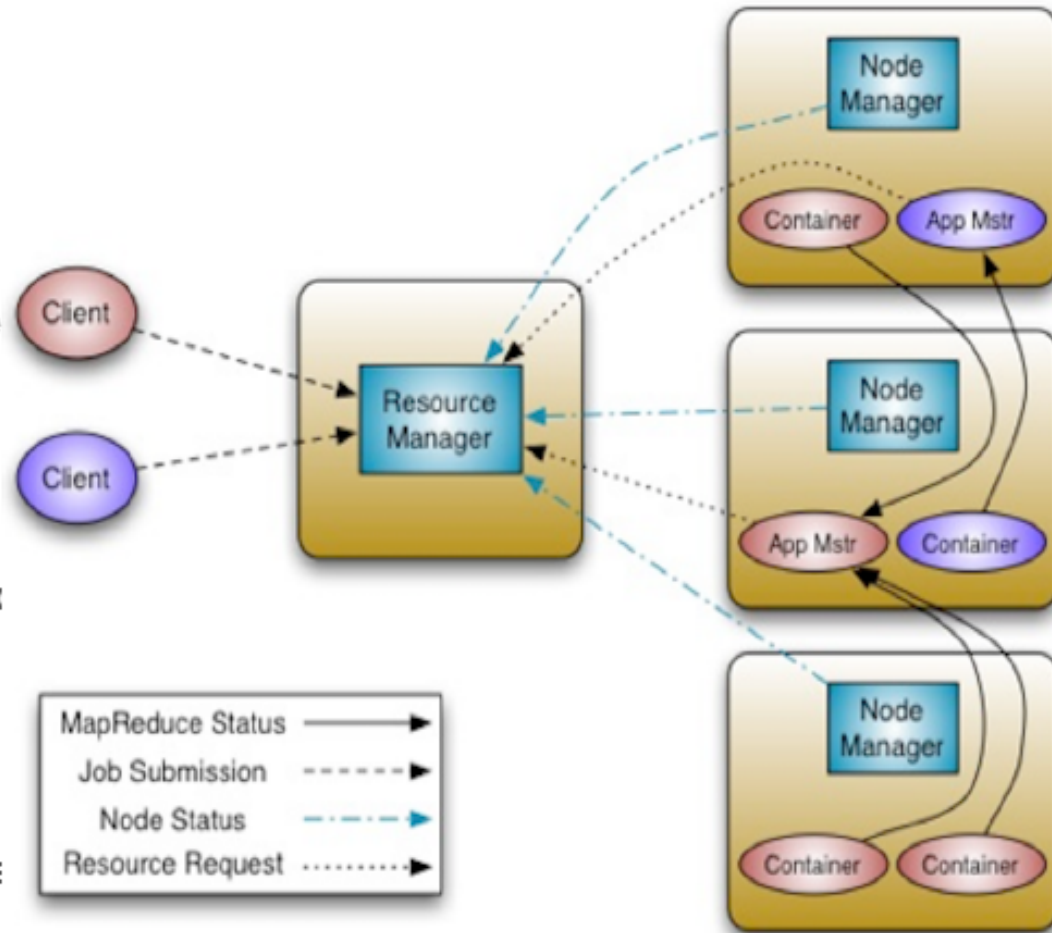 Client
Client
Resource
Manager
Node
Manager
Container
App Mstr
Node
Manager
App Mstr
Container
Node
Manager
Container
Container
MapReduce Status
Job Submission
Node Status
Resource Request